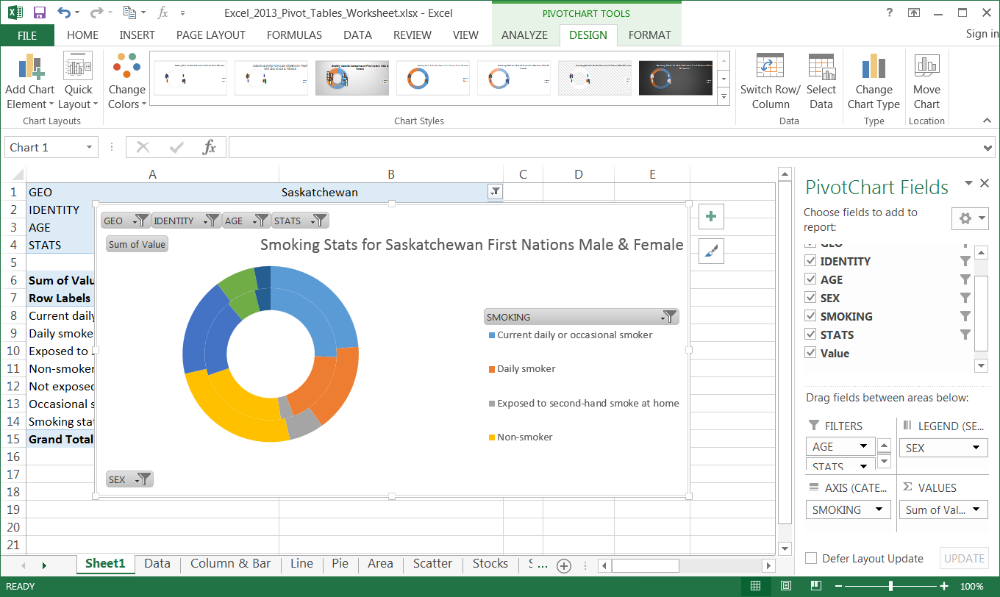 Excel_2013_Pivot_Tables_Worksheet.xlsx - Excel
PIVOTCHART TOOLS
?
FILE HOME INSERT PAGE LAYOUT FORMULAS DATA REVIEW VIEW ANALYZE DESIGN FORMAT Sign in
Add Chart Element
Quick Layout
Change Colors
Switch Row/ Column
Select Data
Change Chart Type
Move Chart
Chart Layouts
Chart Styles
Data
Type
Location
Chart 1
fx
A B C D E
1 GEO Saskatchewan
2 IDENTITY
3 AGE
4 STATS
5
6 Sum of Valu
7 Row Labels
8 Current daily
9 Daily smoke
10 Exposed to
11 Non-smoker
12 Not exposed
13 Occasional s
14 Smoking stat
15 Grand Total
16
17
18
19
20
21
GEO IDENTITY AGE STATS
Sum of Value
Smoking Stats for Saskatchewan First Nations Male & Female
SMOKING
Current daily or occasional smoker
Daily smoker
Exposed to second-hand smoke at home
Non-smoker
SEX
PivotChart Fields
Choose fields to add to
report:
GEO
IDENTITY
AGE
SEX
SMOKING
STATS
Value
Drag fields between areas below:
FILTERS
AGE
STATS
LEGEND (SE...
SEX
AXIS (CATE...
SMOKING
Σ VALUES
Sum of Val...
Defer Layout Update
UPDATE
Sheet1 Data Column & Bar Line Pie Area Scatter Stocks ...
READY
100%